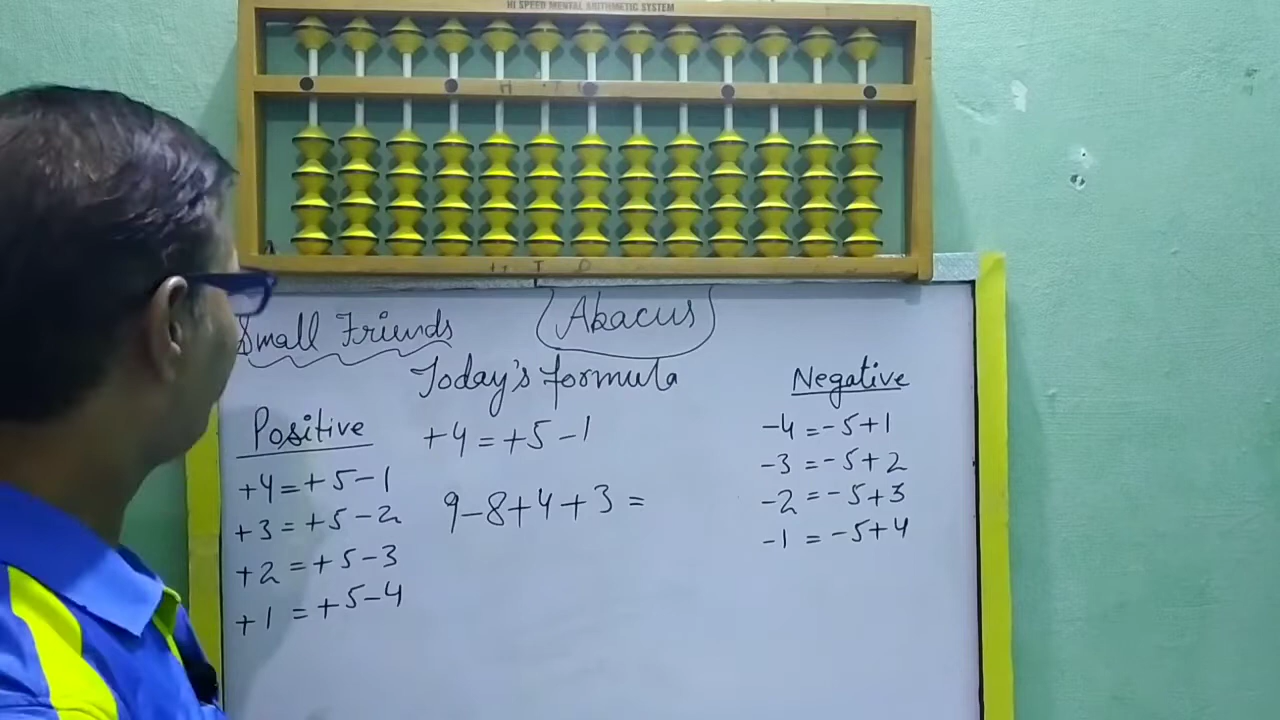 HI SPEED MENTAL ARITHMETIC SYSTEM
H T
H T O
Small Friends
Abacus
Today's formula
+4=+5-1
9-8+4+3=
Positive
+4=+5-1
+3=+5-2
+2=+5-3
+1=+5-4
Negative
-4=-5+1
-3=-5+2
-2=-5+3
-1=-5+4